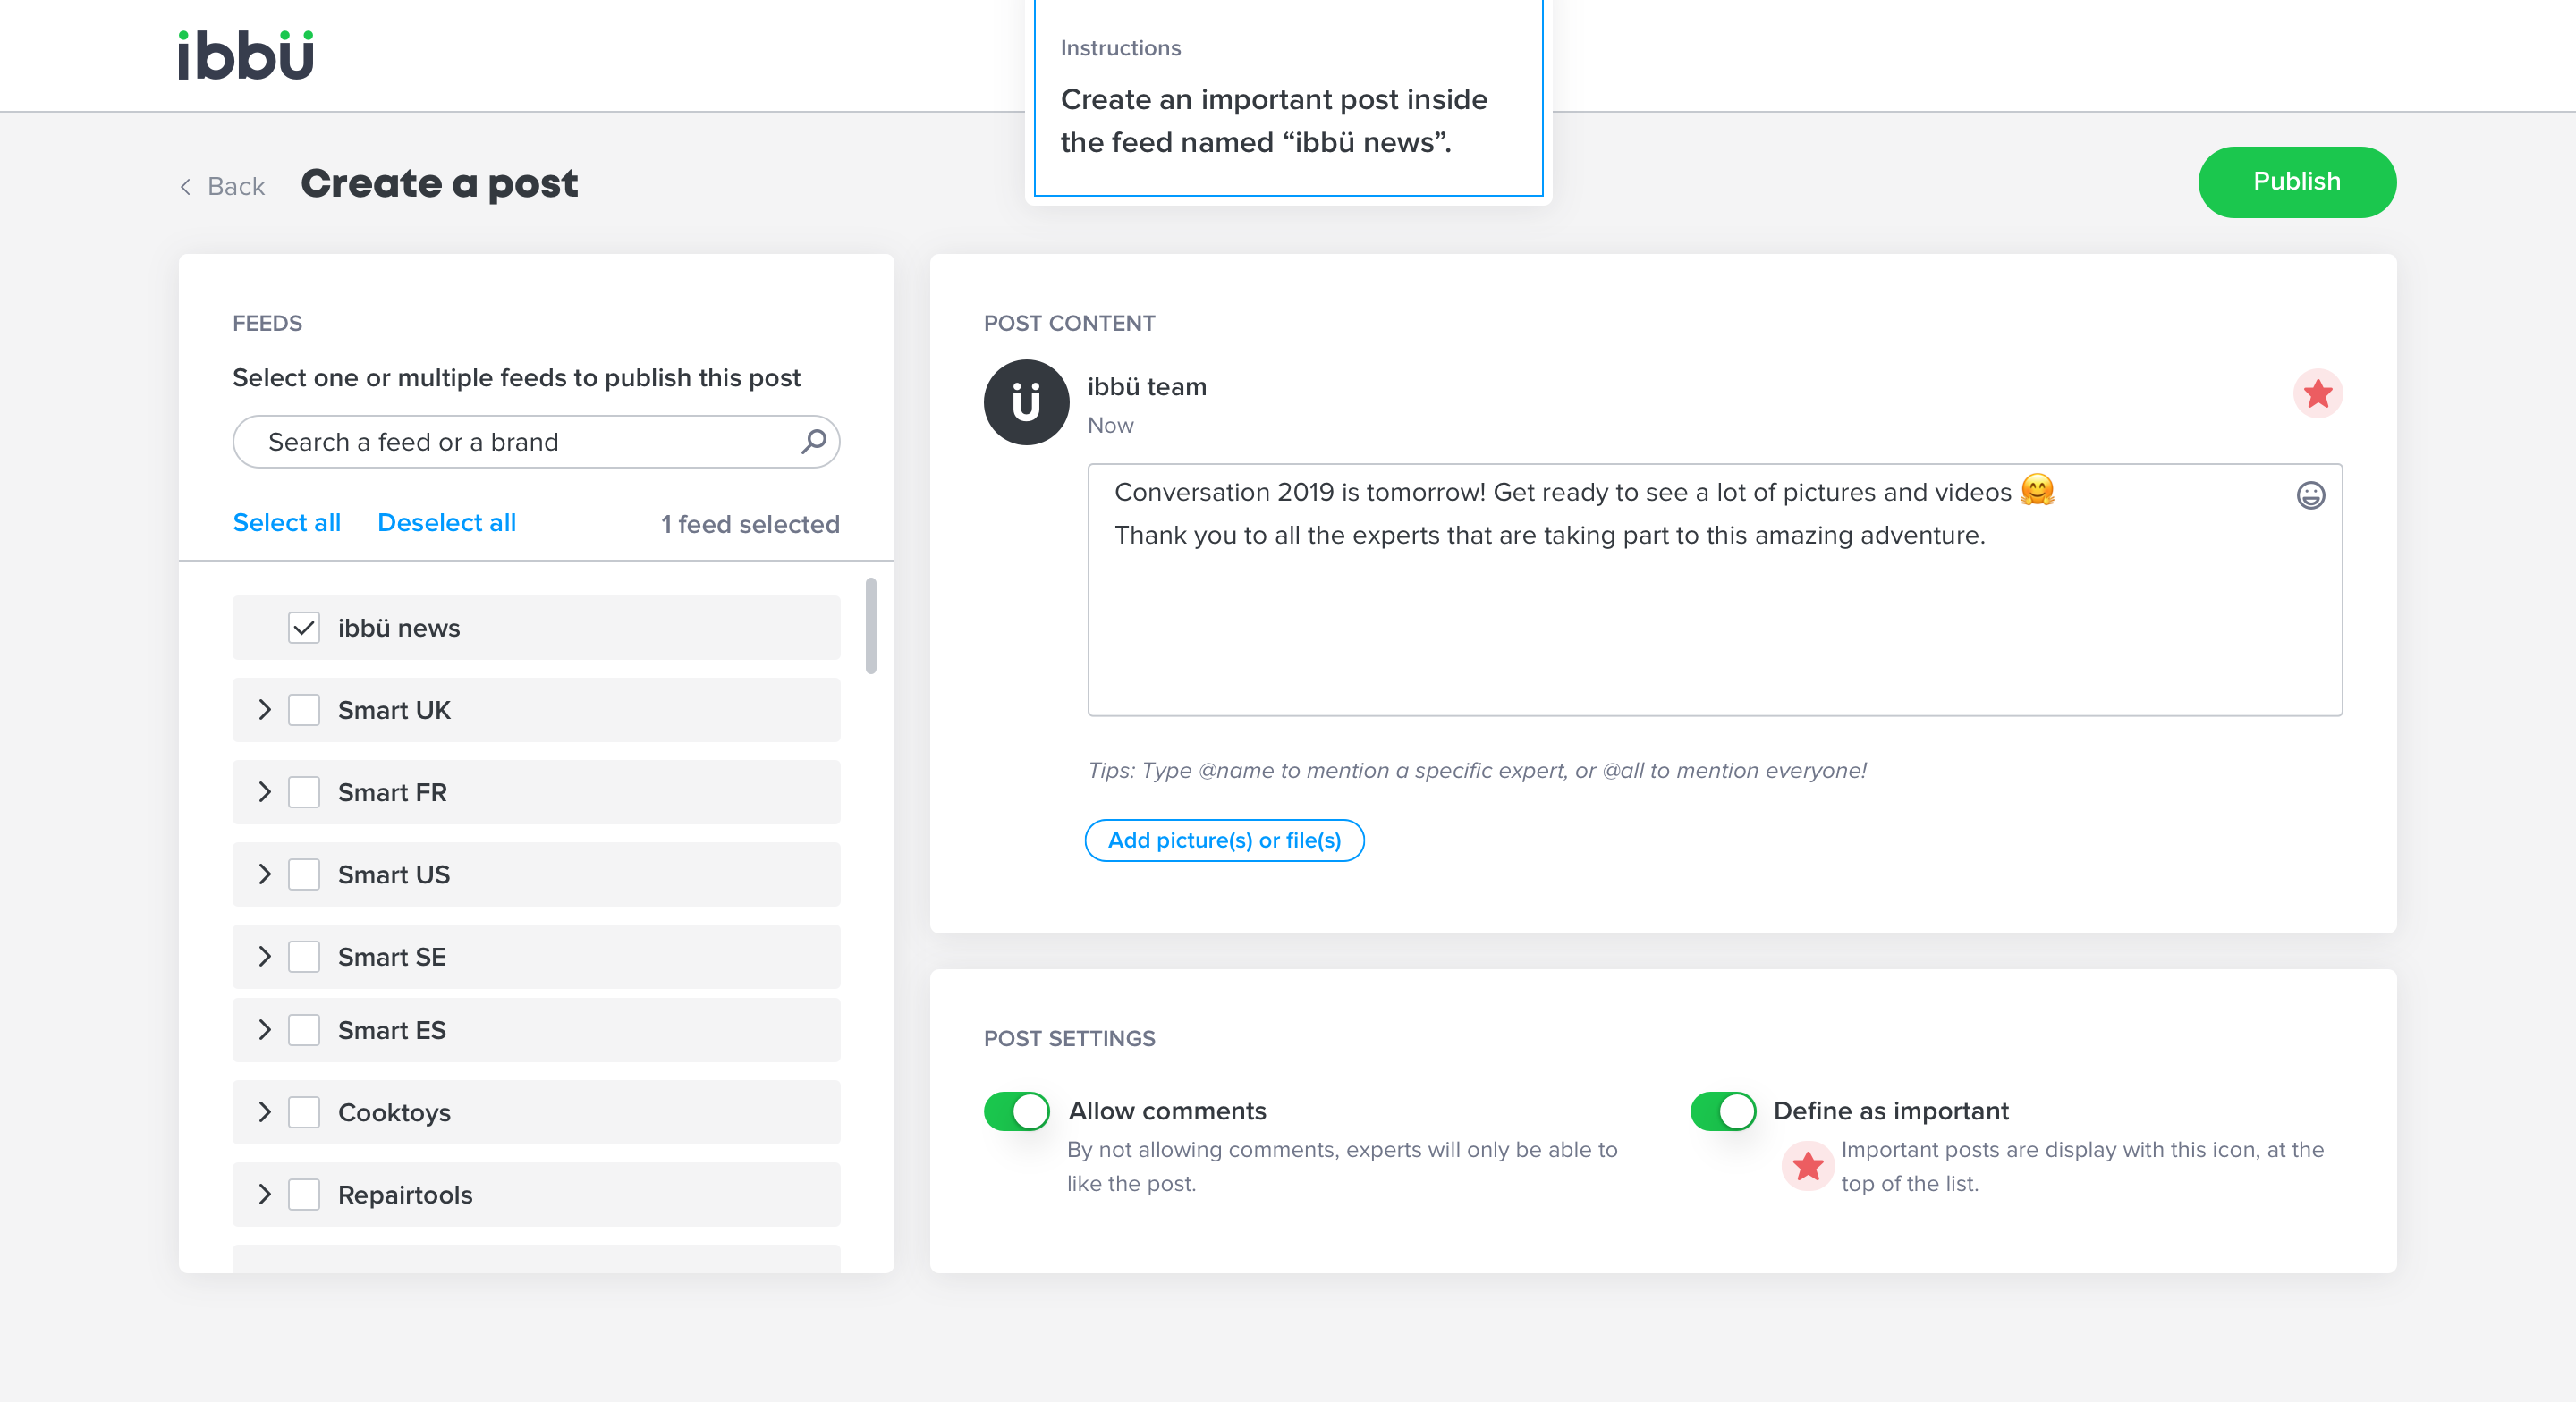 ibbü
Instructions
Create an important post inside
the feed named “ibbü news”.
Back
Create a post
Publish
FEEDS
Select one or multiple feeds to publish this post
Search a feed or a brand
Select all
Deselect all
1 feed selected
ibbü news
Smart UK
Smart FR
Smart US
Smart SE
Smart ES
Cooktoys
Repairtools
POST CONTENT
ü
ibbü team
Now
Conversation 2019 is tomorrow! Get ready to see a lot of pictures and videos 🤗
Thank you to all the experts that are taking part to this amazing adventure.
Tips: Type @name to mention a specific expert, or @all to mention everyone!
Add picture(s) or file(s)
POST SETTINGS
Allow comments
By not allowing comments, experts will only be able to
like the post.
Define as important
Important posts are display with this icon, at the
top of the list.